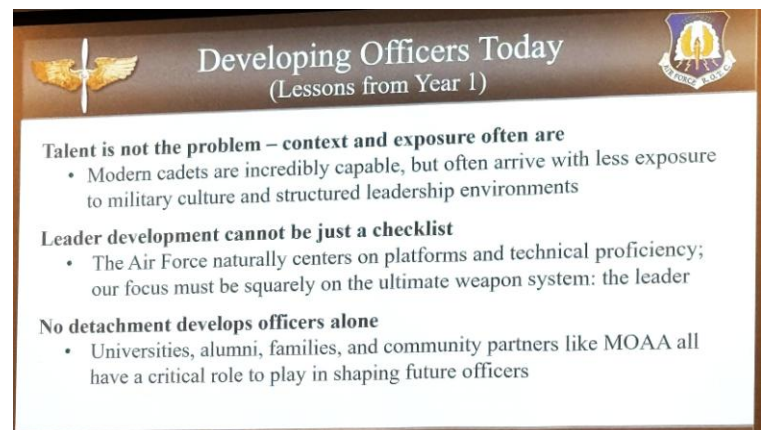 Developing Officers Today
(Lessons from Year 1)
AIR FORCE R.O.T.C.
Talent is not the problem – context and exposure often are
• Modern cadets are incredibly capable, but often arrive with less exposure
to military culture and structured leadership environments
Leader development cannot be just a checklist
• The Air Force naturally centers on platforms and technical proficiency;
our focus must be squarely on the ultimate weapon system: the leader
No detachment develops officers alone
• Universities, alumni, families, and community partners like MOAA all
have a critical role to play in shaping future officers